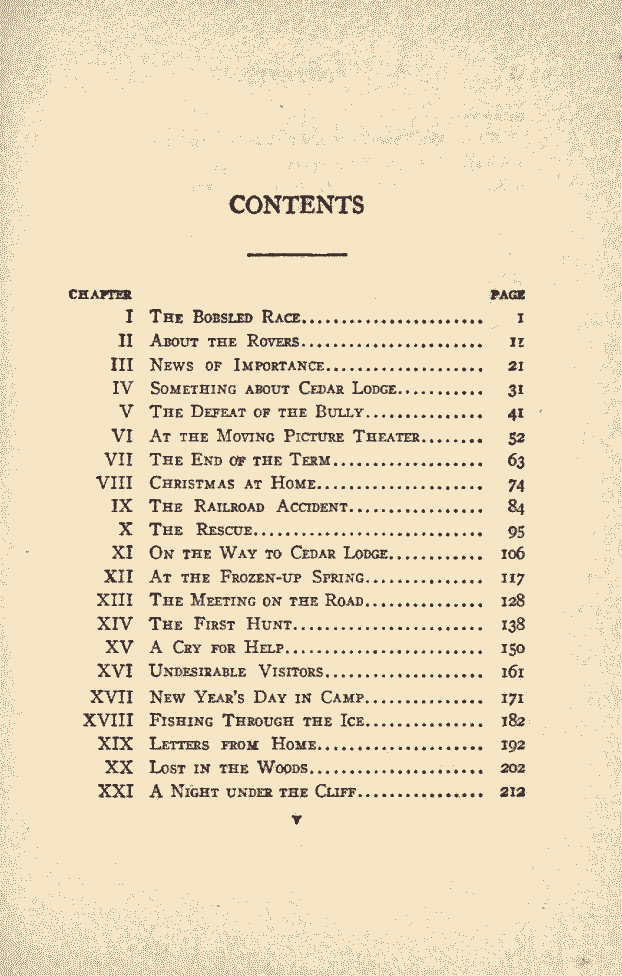 CONTENTS
CHAPTER PAGE
I THE BOBSLED RACE....................... 1
II ABOUT THE ROVERS....................... 11
III NEWS OF IMPORTANCE.................... 21
IV SOMETHING ABOUT CEDAR LODGE........... 31
V THE DEFEAT OF THE BULLY............... 41
VI AT THE MOVING PICTURE THEATER........ 52
VII THE END OF THE TERM................... 63
VIII CHRISTMAS AT HOME..................... 74
IX THE RAILROAD ACCIDENT................. 84
X THE RESCUE............................. 95
XI ON THE WAY TO CEDAR LODGE............ 106
XII AT THE FROZEN-UP SPRING............... 117
XIII THE MEETING ON THE ROAD............... 128
XIV THE FIRST HUNT........................ 138
XV A CRY FOR HELP......................... 150
XVI UNDESIRABLE VISITORS.................... 161
XVII NEW YEAR'S DAY IN CAMP............... 171
XVIII FISHING THROUGH THE ICE............... 182
XIX LETTERS FROM HOME..................... 192
XX LOST IN THE WOODS...................... 202
XXI A NIGHT UNDER THE CLIFF................ 212
v